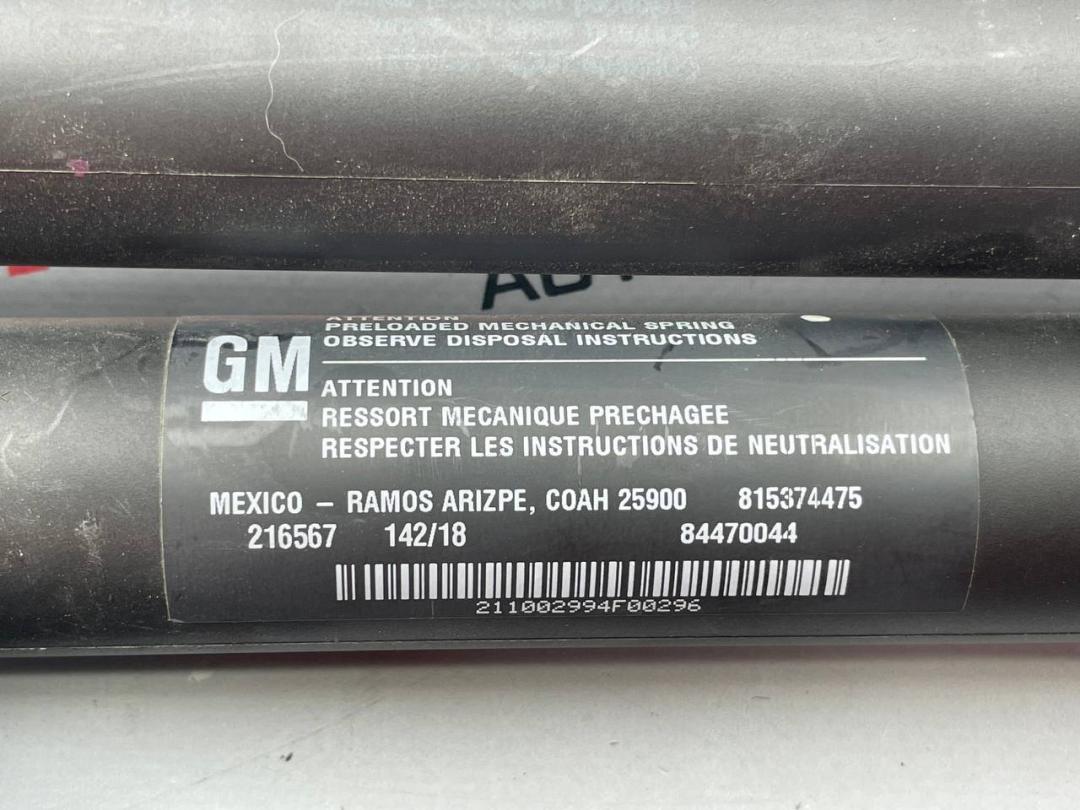 AU
ATTENTION
PRELOADED MECHANICAL SPRING
OBSERVE DISPOSAL INSTRUCTIONS
GM
ATTENTION
RESSORT MECANIQUE PRECHAGEE
RESPECTER LES INSTRUCTIONS DE NEUTRALISATION
MEXICO – RAMOS ARIZPE, COAH 25900 815374475
216567 142/18 84470044
211002994F00296